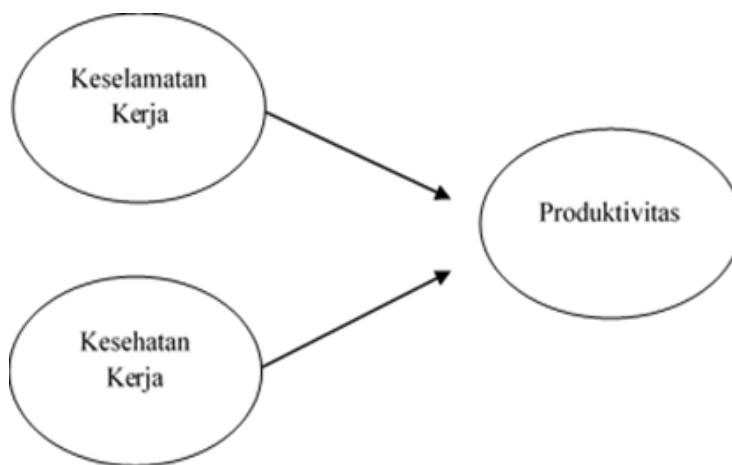 Keselamatan
Kerja
Produktivitas
Kesehatan
Kerja